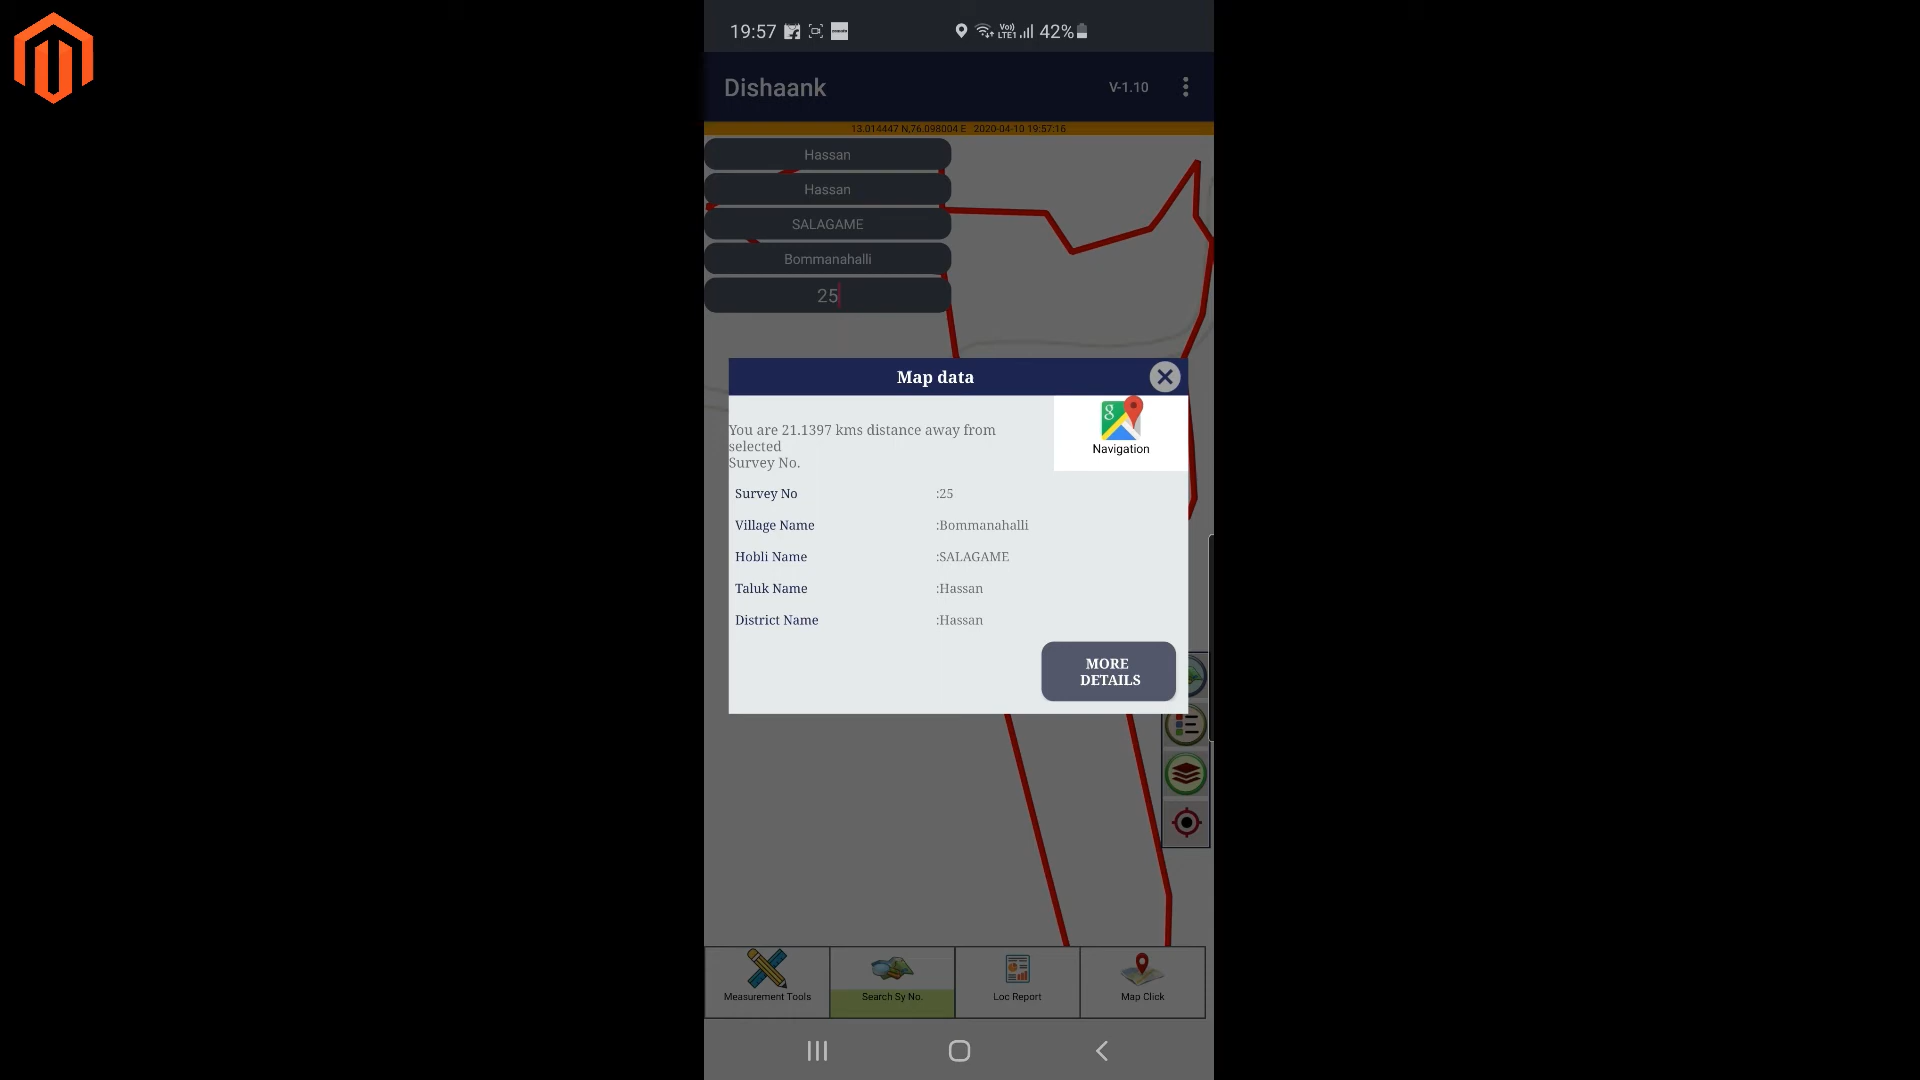 19:57 Vo) LTE1 42%
Dishaank V-1.10
13.014447 N,76.098004 E 2020-04-10 19:57:16
Hassan
Hassan
SALAGAME
Bommanahalli
25
Map data
You are 21.1397 kms distance away from
selected
Survey No.
Navigation
Survey No :25
Village Name :Bommanahalli
Hobli Name :SALAGAME
Taluk Name :Hassan
District Name :Hassan
MORE
DETAILS
Measurement Tools
Search Sy No.
Loc Report
Map Click